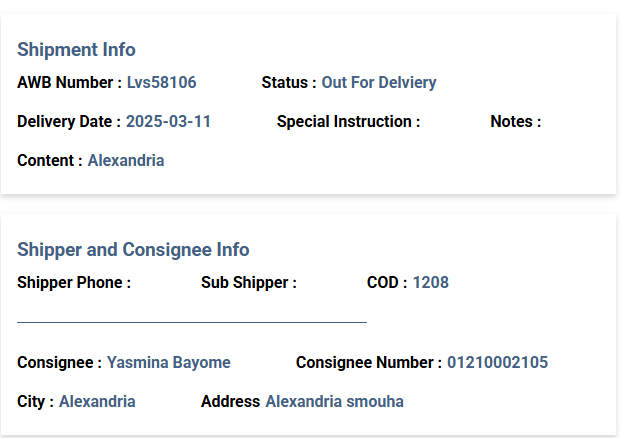 Shipment Info
AWB Number : Lvs58106 Status : Out For Delviery
Delivery Date : 2025-03-11 Special Instruction : Notes :
Content : Alexandria
Shipper and Consignee Info
Shipper Phone : Sub Shipper : COD : 1208
Consignee : Yasmina Bayome Consignee Number : 01210002105
City : Alexandria Address Alexandria smouha